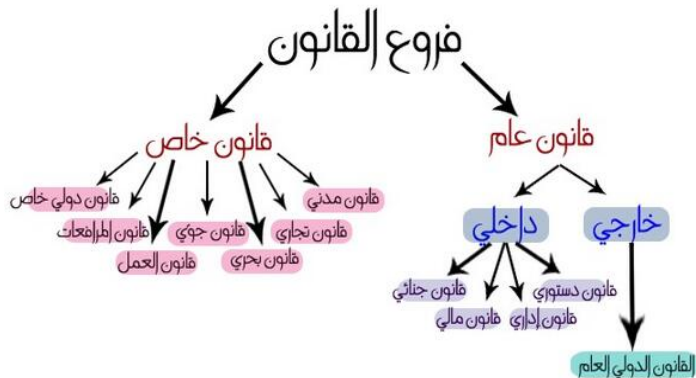 فروع القانون
قانون عام
قانون خاص
خارجي
داخلي
قانون مدني
قانون دولي خاص
قانون تجاري
قانون جوي
قانون المرافعات
قانون بحري
قانون العمل
قانون دستوري
قانون جنائي
قانون إداري
قانون مالي
القانون الدولي العام